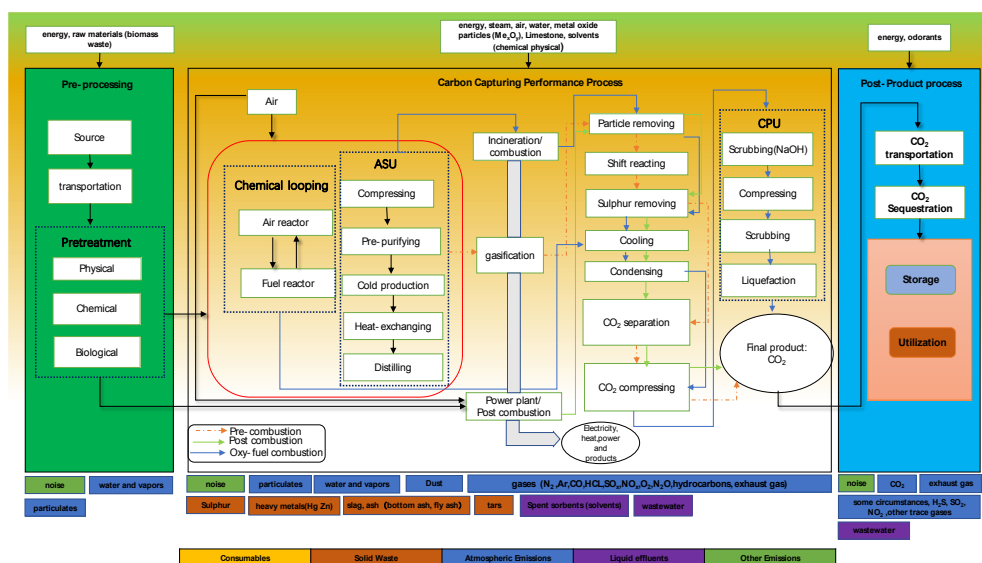 energy, raw materials (biomass
waste)
energy, steam, air, water, metal oxide
particles (MeₓOᵧ), Limestone, solvents
(chemical physical)
energy, odorants
Pre- processing
Source
transportation
Pretreatment
Physical
Chemical
Biological
Carbon Capturing Performance Process
Air
Chemical looping
Air reactor
Fuel reactor
ASU
Compressing
Pre- purifying
Cold production
Heat- exchanging
Distilling
Incineration/
combustion
gasification
Power plant/
Post combustion
Particle removing
Shift reacting
Sulphur removing
Cooling
Condensing
CO₂ separation
CO₂ compressing
Electricity,
heat,power
and
products
CPU
Scrubbing(NaOH)
Compressing
Scrubbing
Liquefaction
Final product:
CO₂
Pre- combustion
Post combustion
Oxy- fuel combustion
Post- Product process
CO₂
transportation
CO₂
Sequestration
Storage
Utilization
noise
water and vapors
particulates
noise
particulates
water and vapors
Dust
gases (N₂,Ar,CO,HCL,SOₓ,NOₓ,O₂,N₂O,hydrocarbons, exhaust gas)
Sulphur
heavy metals(Hg Zn)
slag, ash (bottom ash, fly ash)
tars
Spent sorbents (solvents)
wastewater
noise
CO₂
exhaust gas
some circumstances, H₂S, SO₂,
NO₂ ,other trace gases
wastewater
Consumables
Solid Waste
Atmospheric Emissions
Liquid effluents
Other Emissions